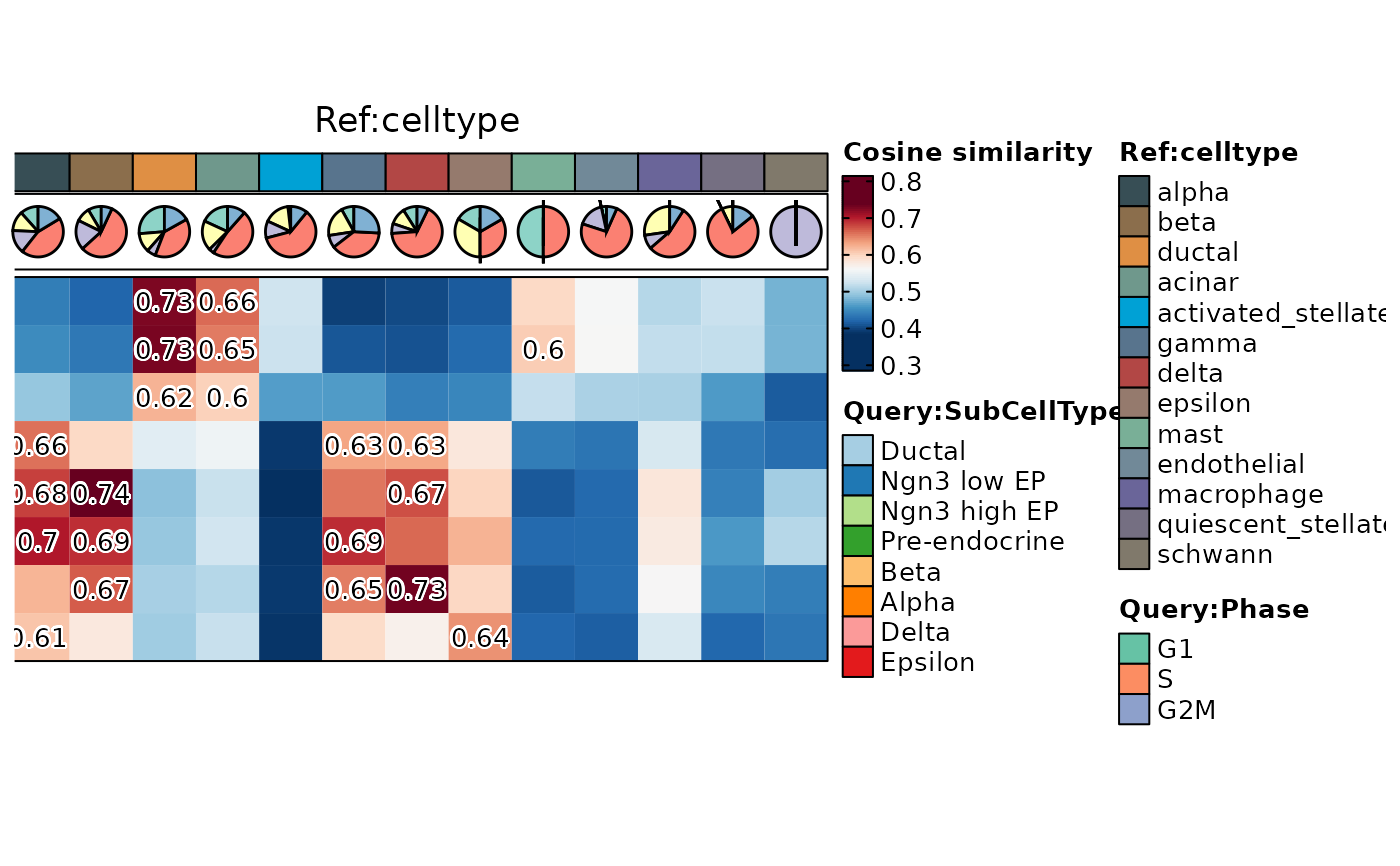 Ref:celltype
0.73 0.66
0.73 0.65 0.6
0.62 0.6
0.66 0.63 0.63
0.68 0.74 0.67
0.7 0.69 0.69
0.67 0.65 0.73
0.61 0.64
Cosine similarity
0.8
0.7
0.6
0.5
0.4
0.3
Query:SubCellType
Ductal
Ngn3 low EP
Ngn3 high EP
Pre-endocrine
Beta
Alpha
Delta
Epsilon
Ref:celltype
alpha
beta
ductal
acinar
activated_stellate
gamma
delta
epsilon
mast
endothelial
macrophage
quiescent_stellate
schwann
Query:Phase
G1
S
G2M